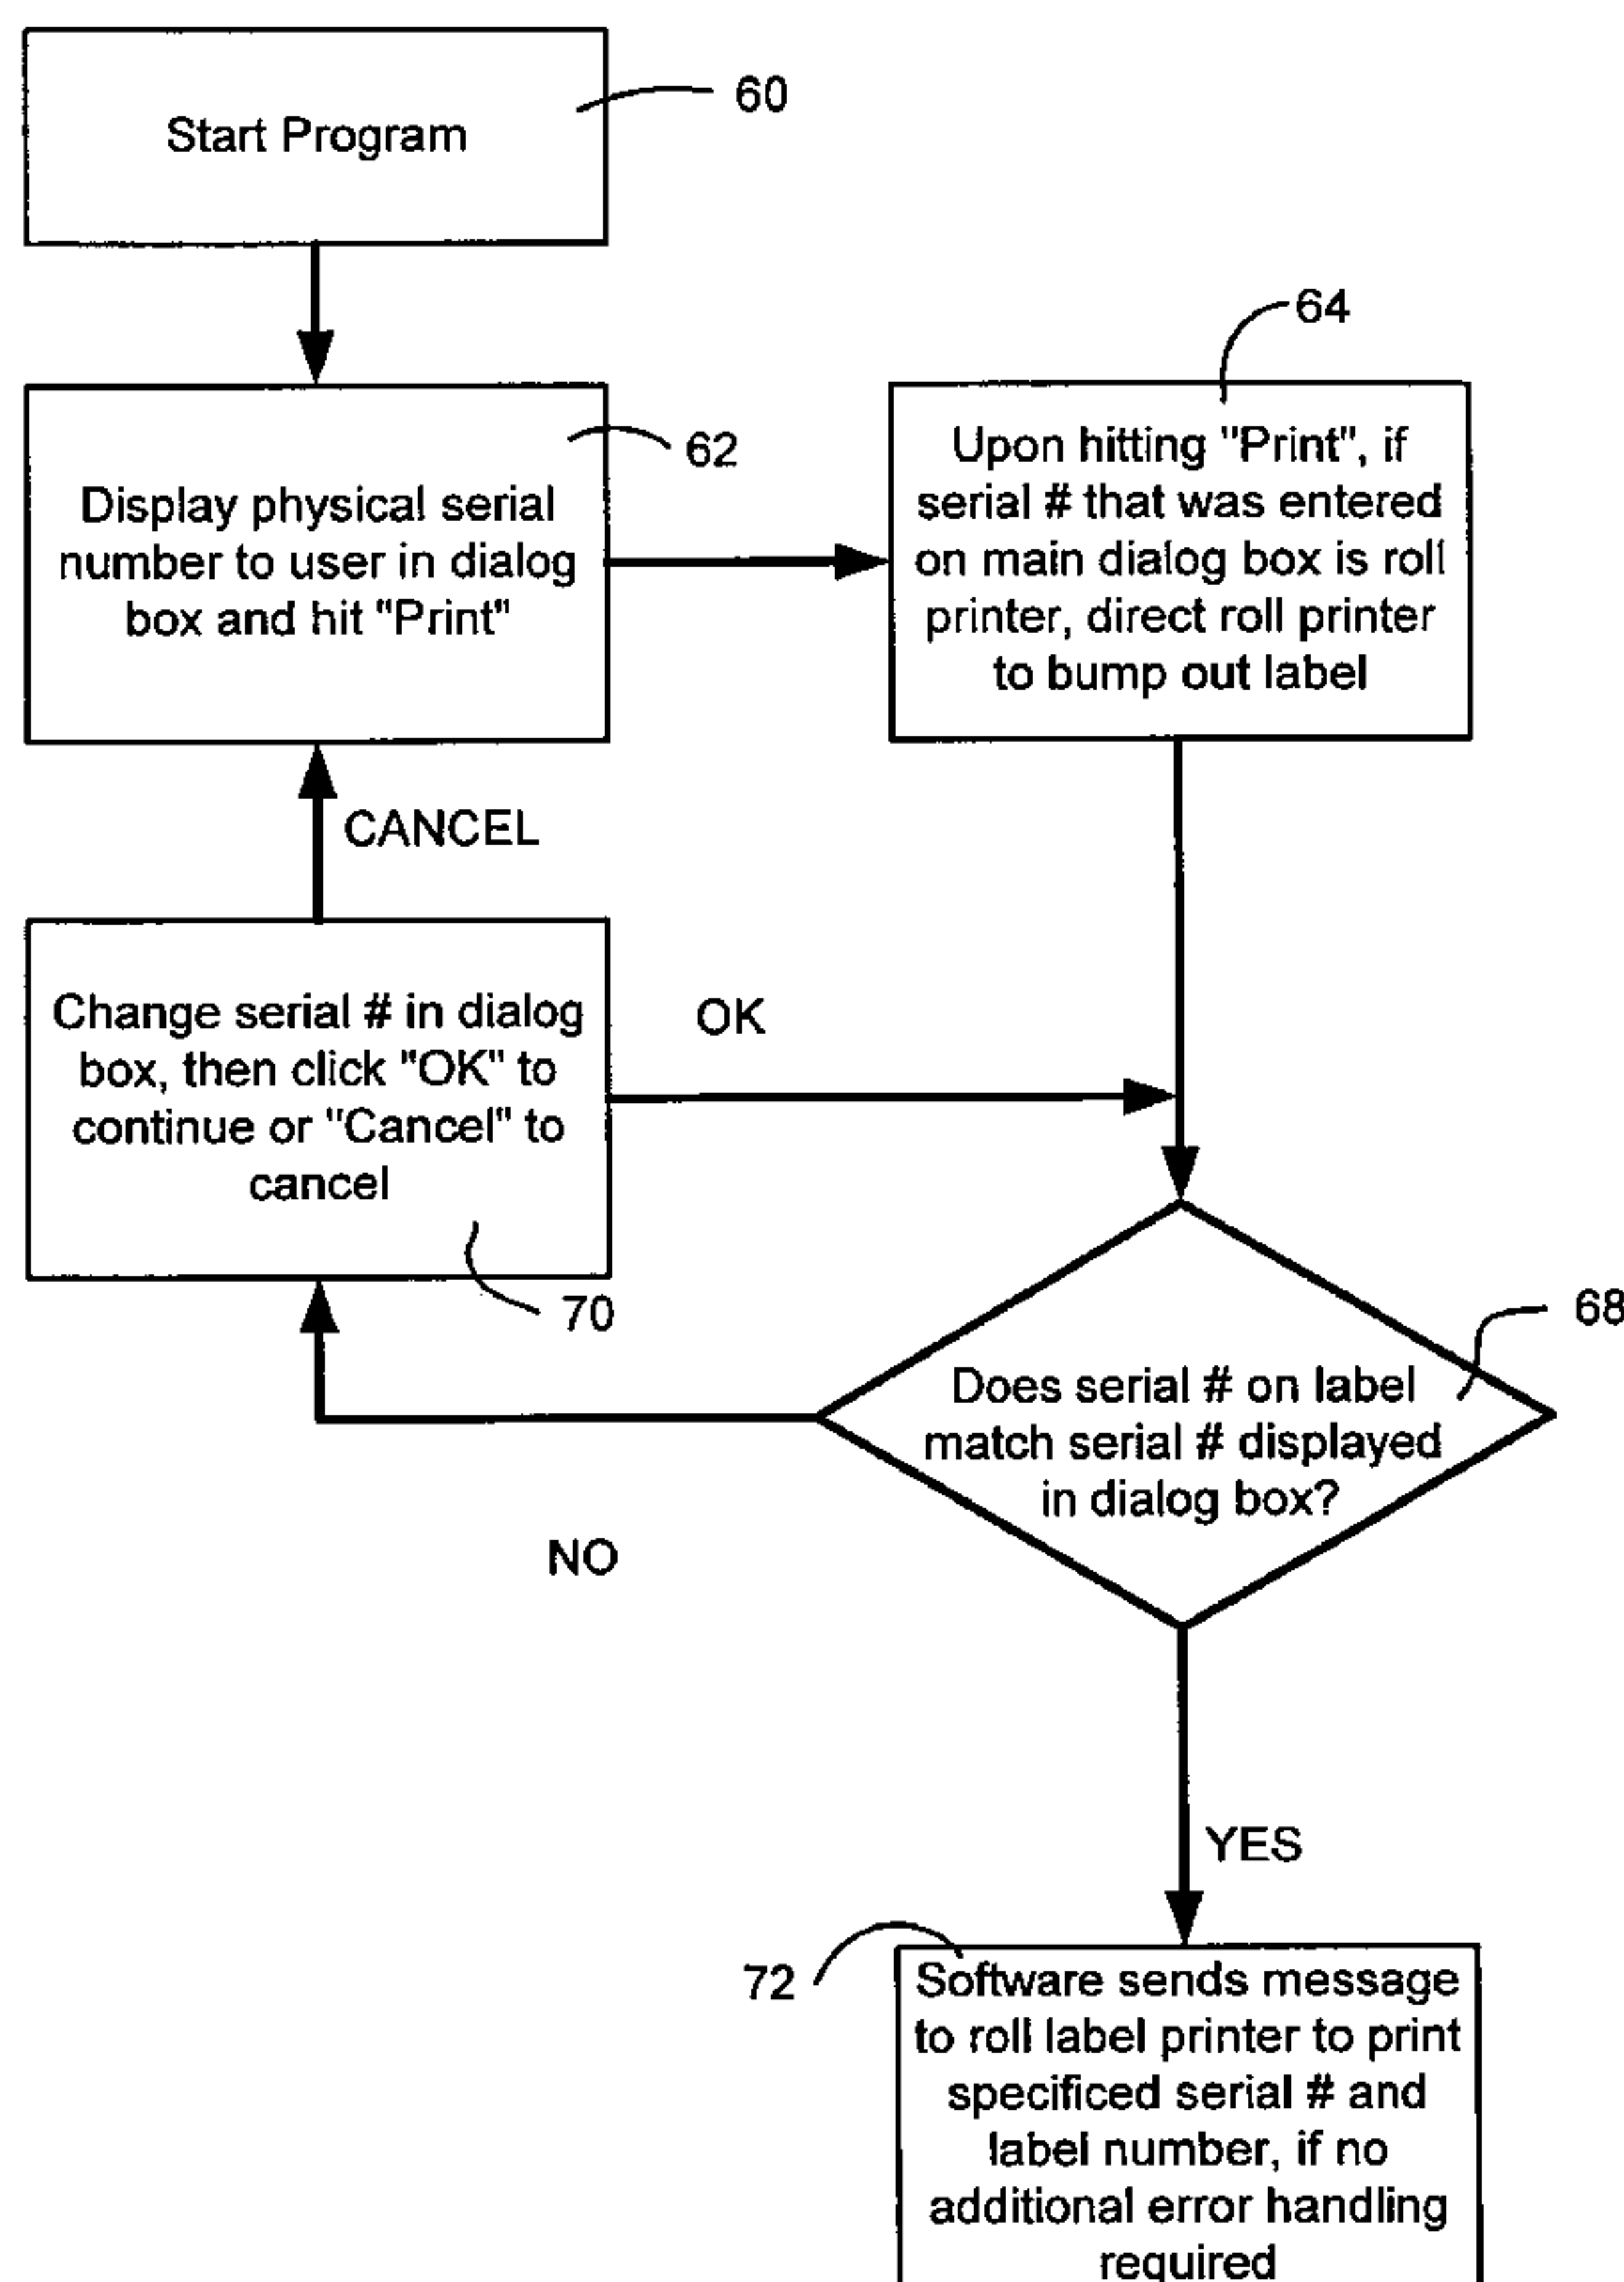 Start Program
60
Display physical serial
number to user in dialog
box and hit "Print"
62
64
Upon hitting "Print", if
serial # that was entered
on main dialog box is roll
printer, direct roll printer
to bump out label
CANCEL
Change serial # in dialog
box, then click "OK" to
continue or "Cancel" to
cancel
70
OK
68
Does serial # on label
match serial # displayed
in dialog box?
NO
YES
72
Software sends message
to roll label printer to print
specificed serial # and
label number, if no
additional error handling
required